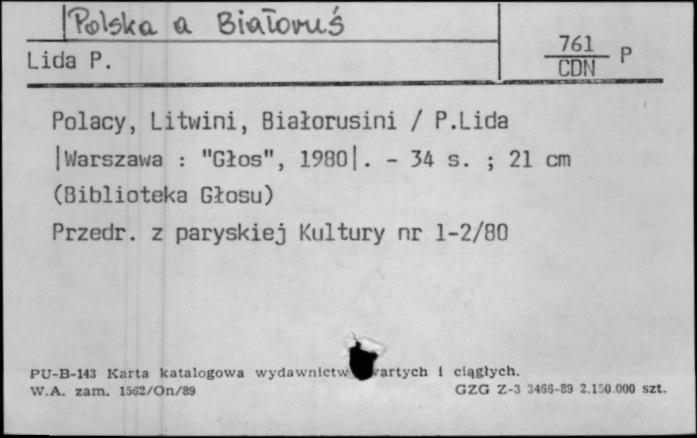 Polska a Białoruś
Lida P.
761 P
CDN
Polacy, Litwini, Białorusini / P.Lida
|Warszawa : "Głos", 1980|. - 34 s. ; 21 cm
(Biblioteka Głosu)
Przedr. z paryskiej Kultury nr 1-2/80
PU-B-143 Karta katalogowa wydawnictw wartych i ciągłych.
W.A. zam. 1562/On/89 GZG Z-3 3466-89 2.150.000 szt.